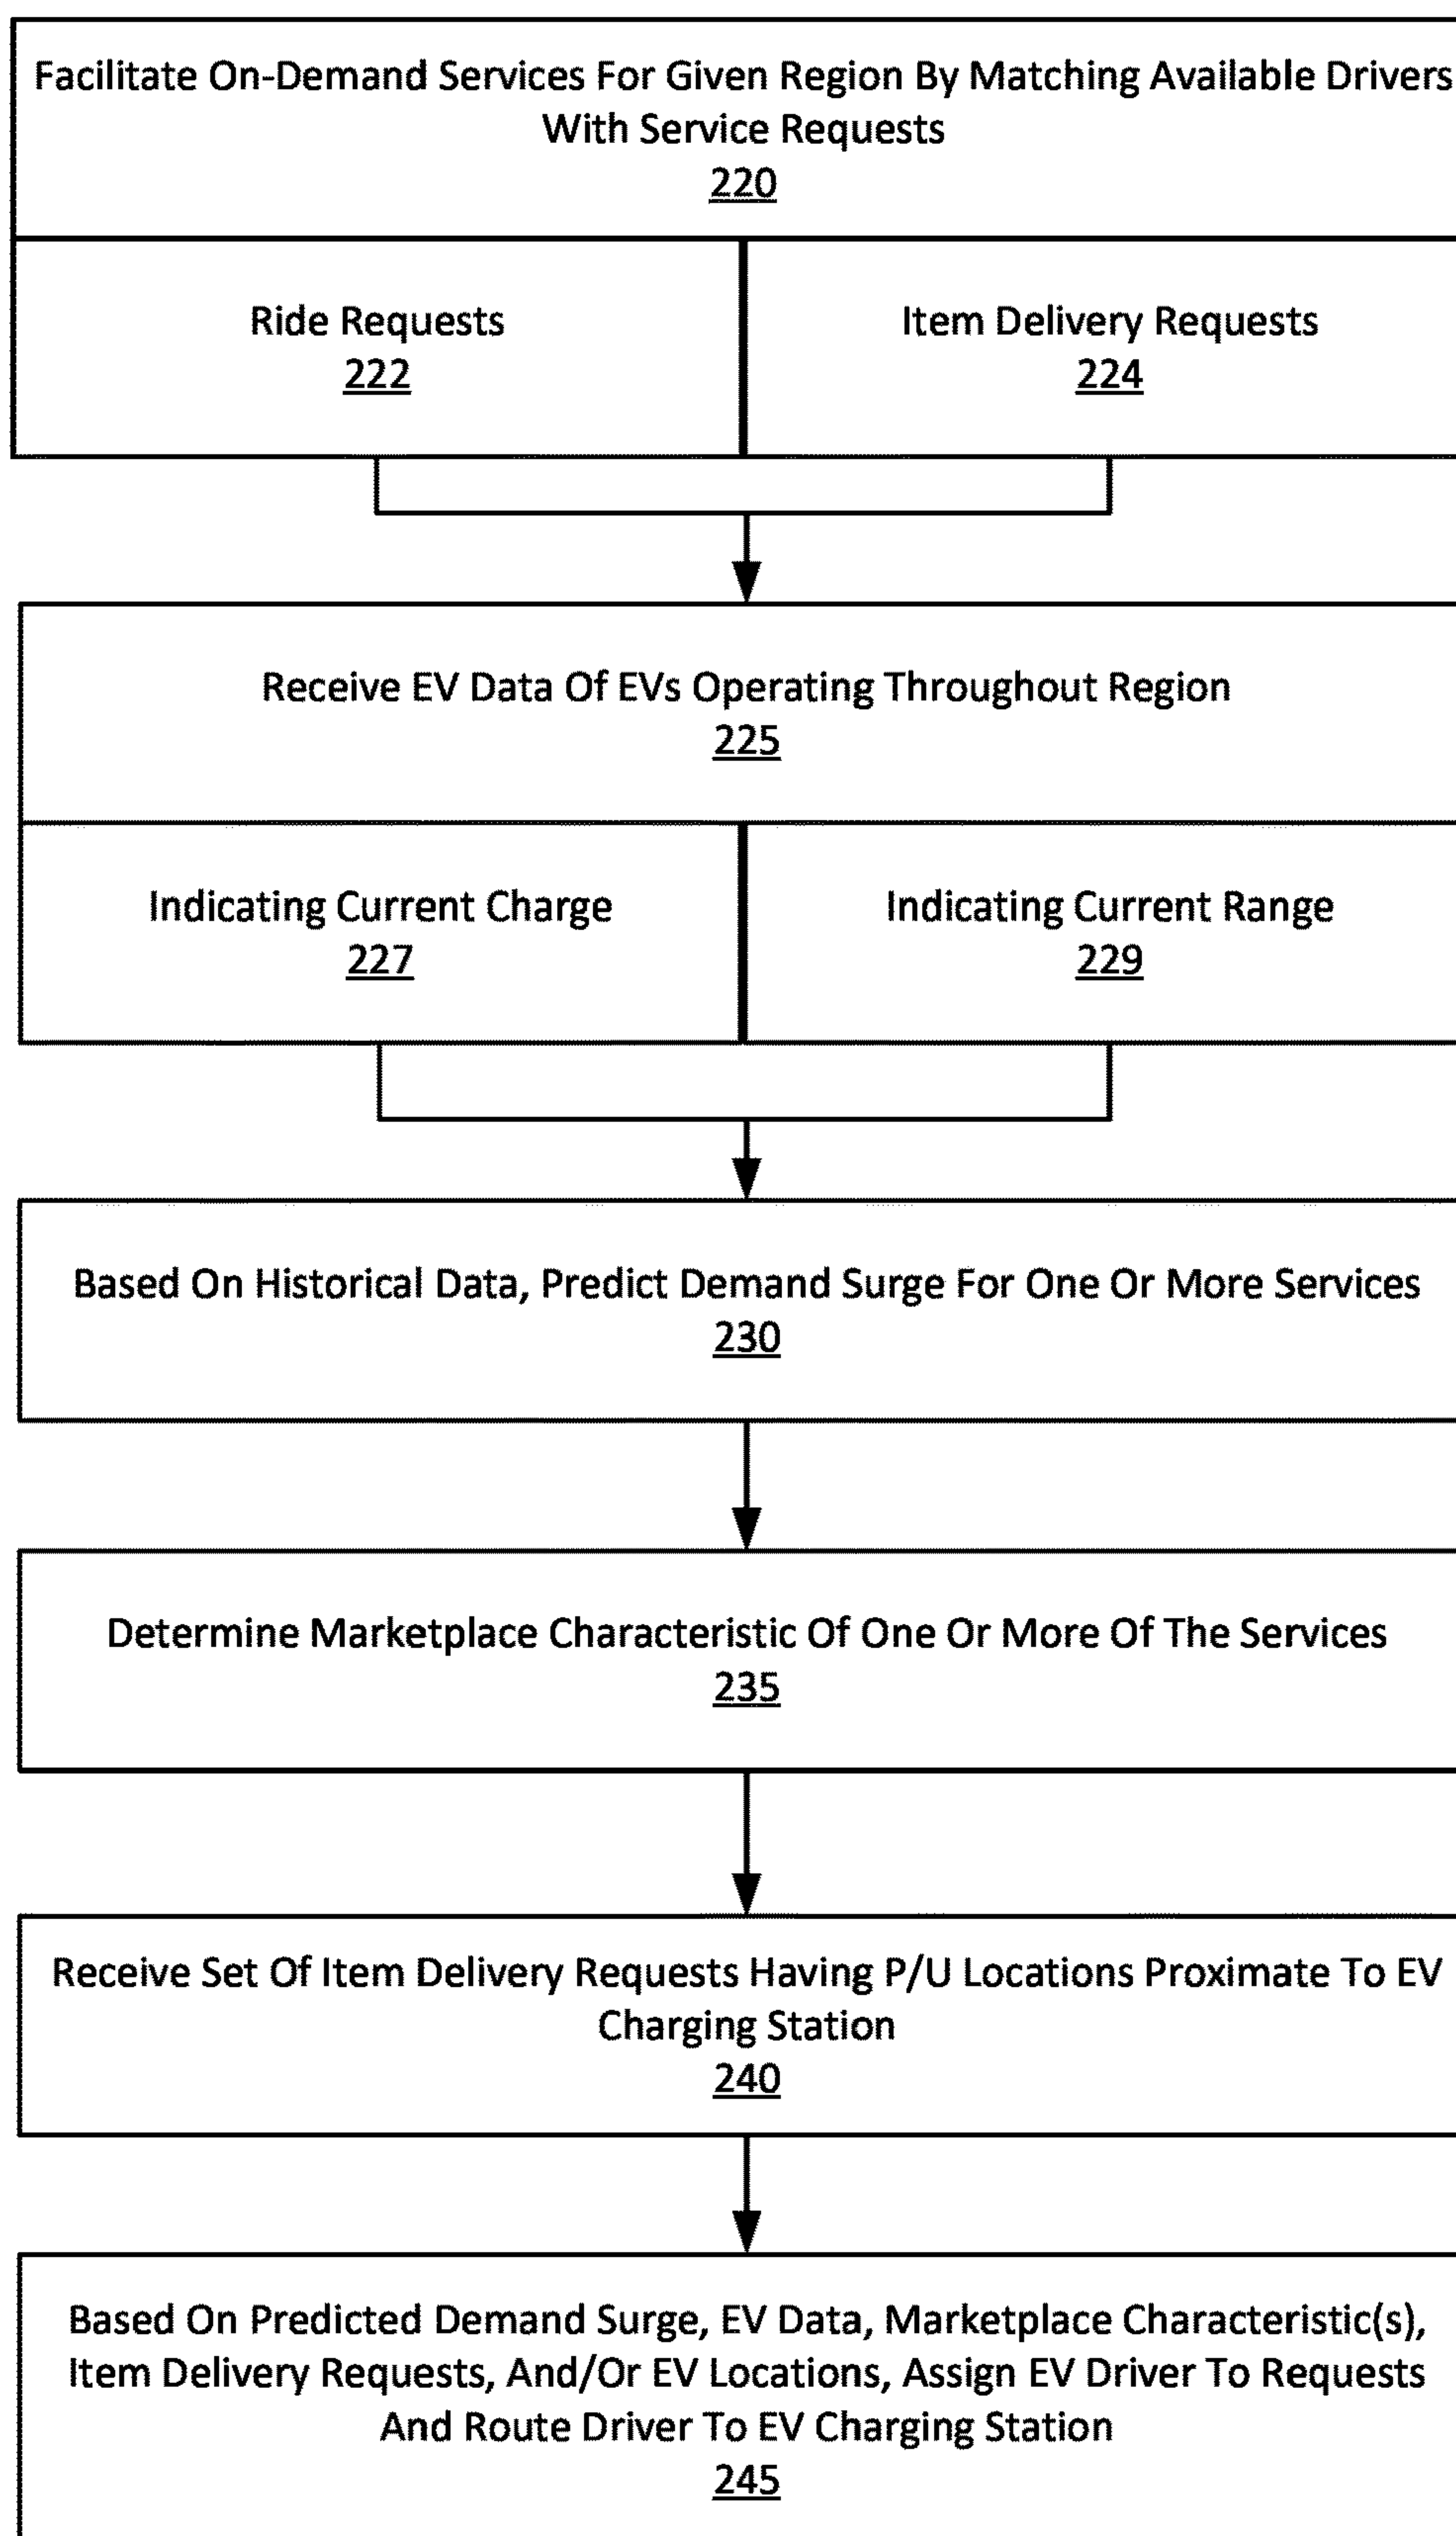 Facilitate On-Demand Services For Given Region By Matching Available Drivers
With Service Requests
220
Ride Requests
222
Item Delivery Requests
224
Receive EV Data Of EVs Operating Throughout Region
225
Indicating Current Charge
227
Indicating Current Range
229
Based On Historical Data, Predict Demand Surge For One Or More Services
230
Determine Marketplace Characteristic Of One Or More Of The Services
235
Receive Set Of Item Delivery Requests Having P/U Locations Proximate To EV
Charging Station
240
Based On Predicted Demand Surge, EV Data, Marketplace Characteristic(s),
Item Delivery Requests, And/Or EV Locations, Assign EV Driver To Requests
And Route Driver To EV Charging Station
245